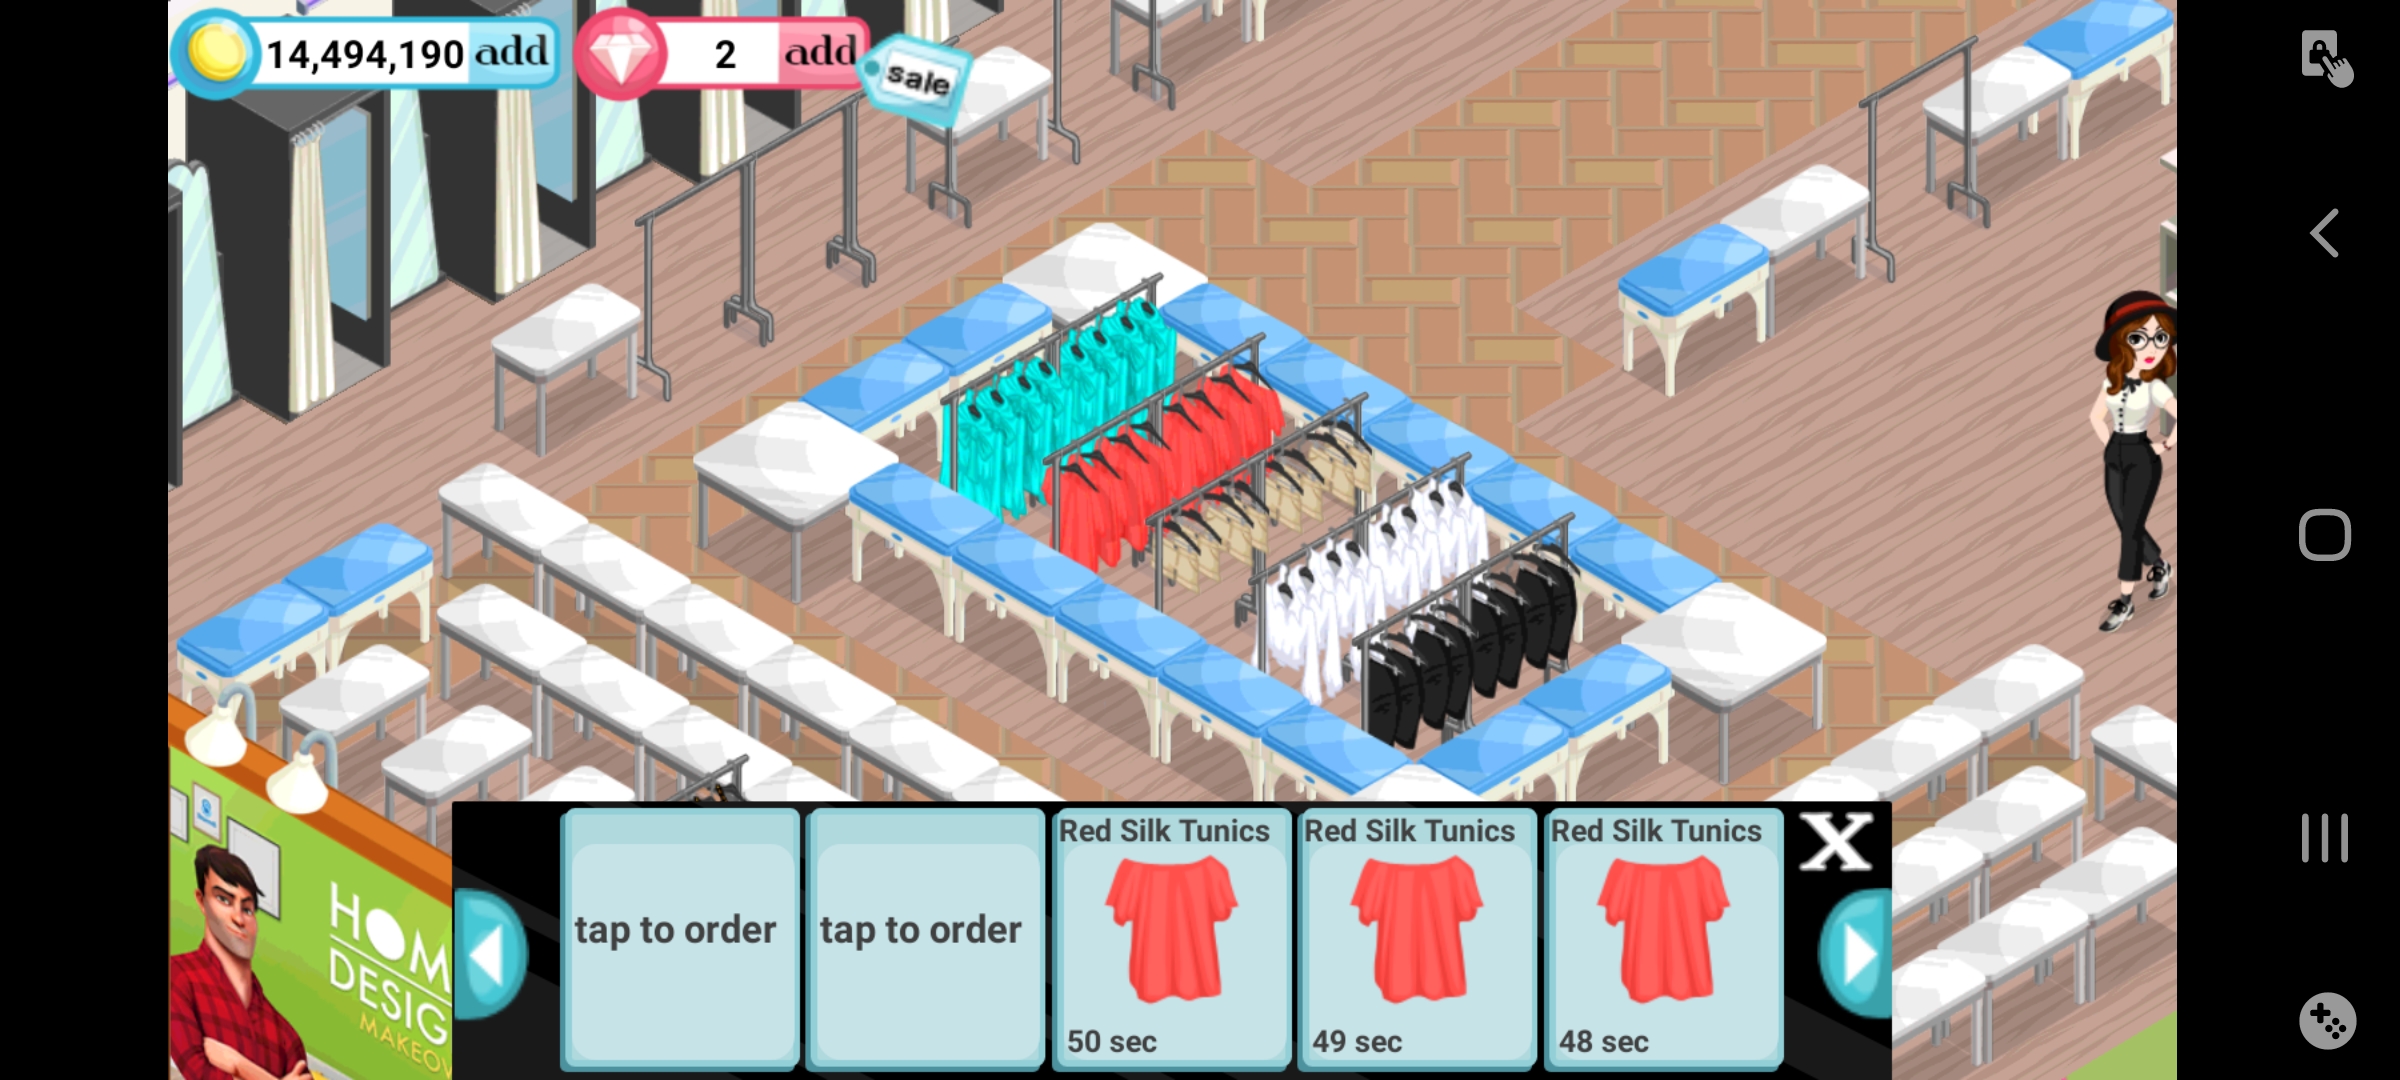 14,494,190 add
2 add
sale
Red Silk Tunics
Red Silk Tunics
Red Silk Tunics
tap to order
tap to order
50 sec
49 sec
48 sec
X
HOM
DESIG
MAKEOV